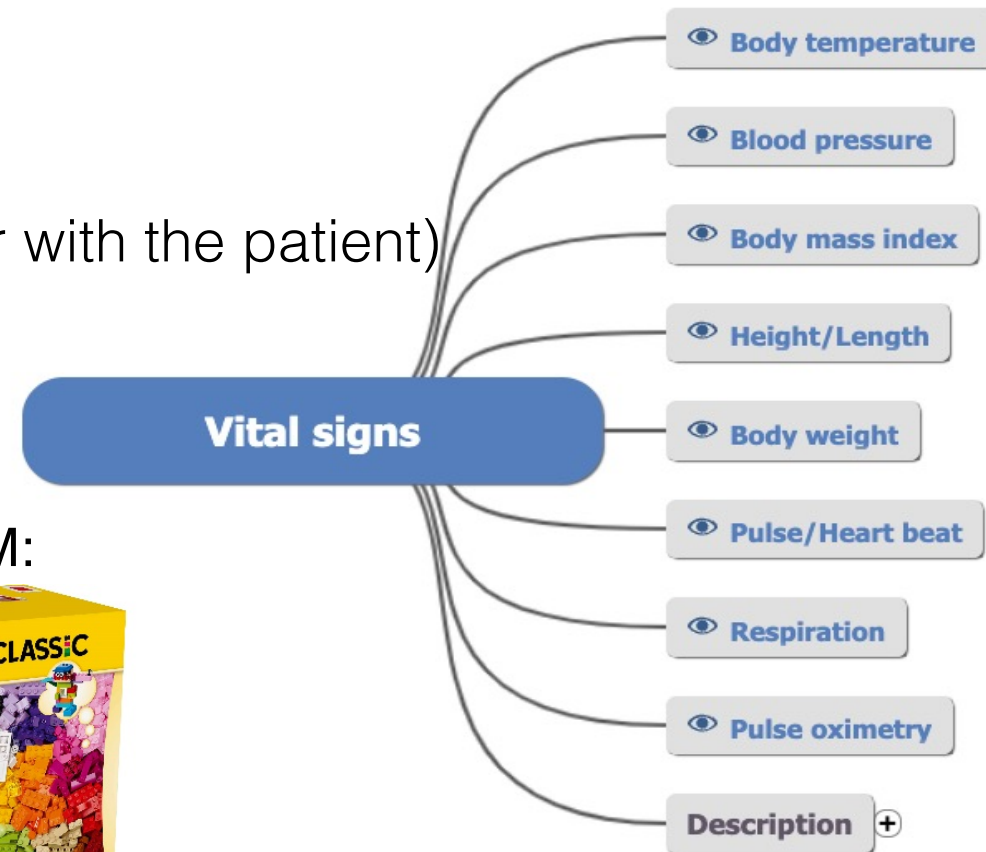 with the patient)
M:
CLASSIC
Vital signs
Body temperature
Blood pressure
Body mass index
Height/Length
Body weight
Pulse/Heart beat
Respiration
Pulse oximetry
Description
+